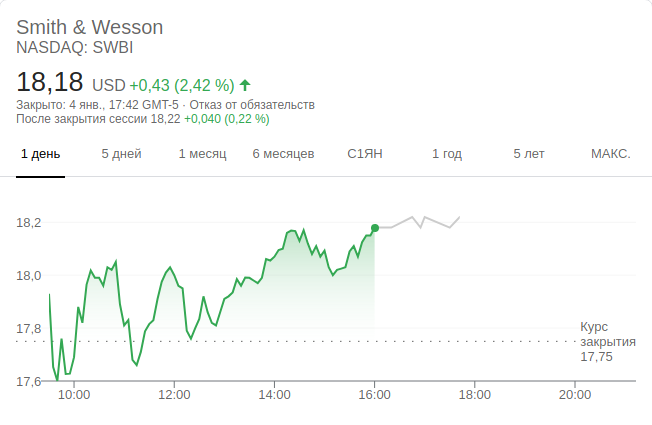 Smith & Wesson
NASDAQ: SWBI
18,18 USD +0,43 (2,42 %)
Закрыто: 4 янв., 17:42 GMT-5 · Отказ от обязательств
После закрытия сессии 18,22 +0,040 (0,22 %)
1 день 5 дней 1 месяц 6 месяцев С1ЯН 1 год 5 лет МАКС.
18,2
18,0
17,8
Курс
закрытия
17,75
17,6
10:00 12:00 14:00 16:00 18:00 20:00